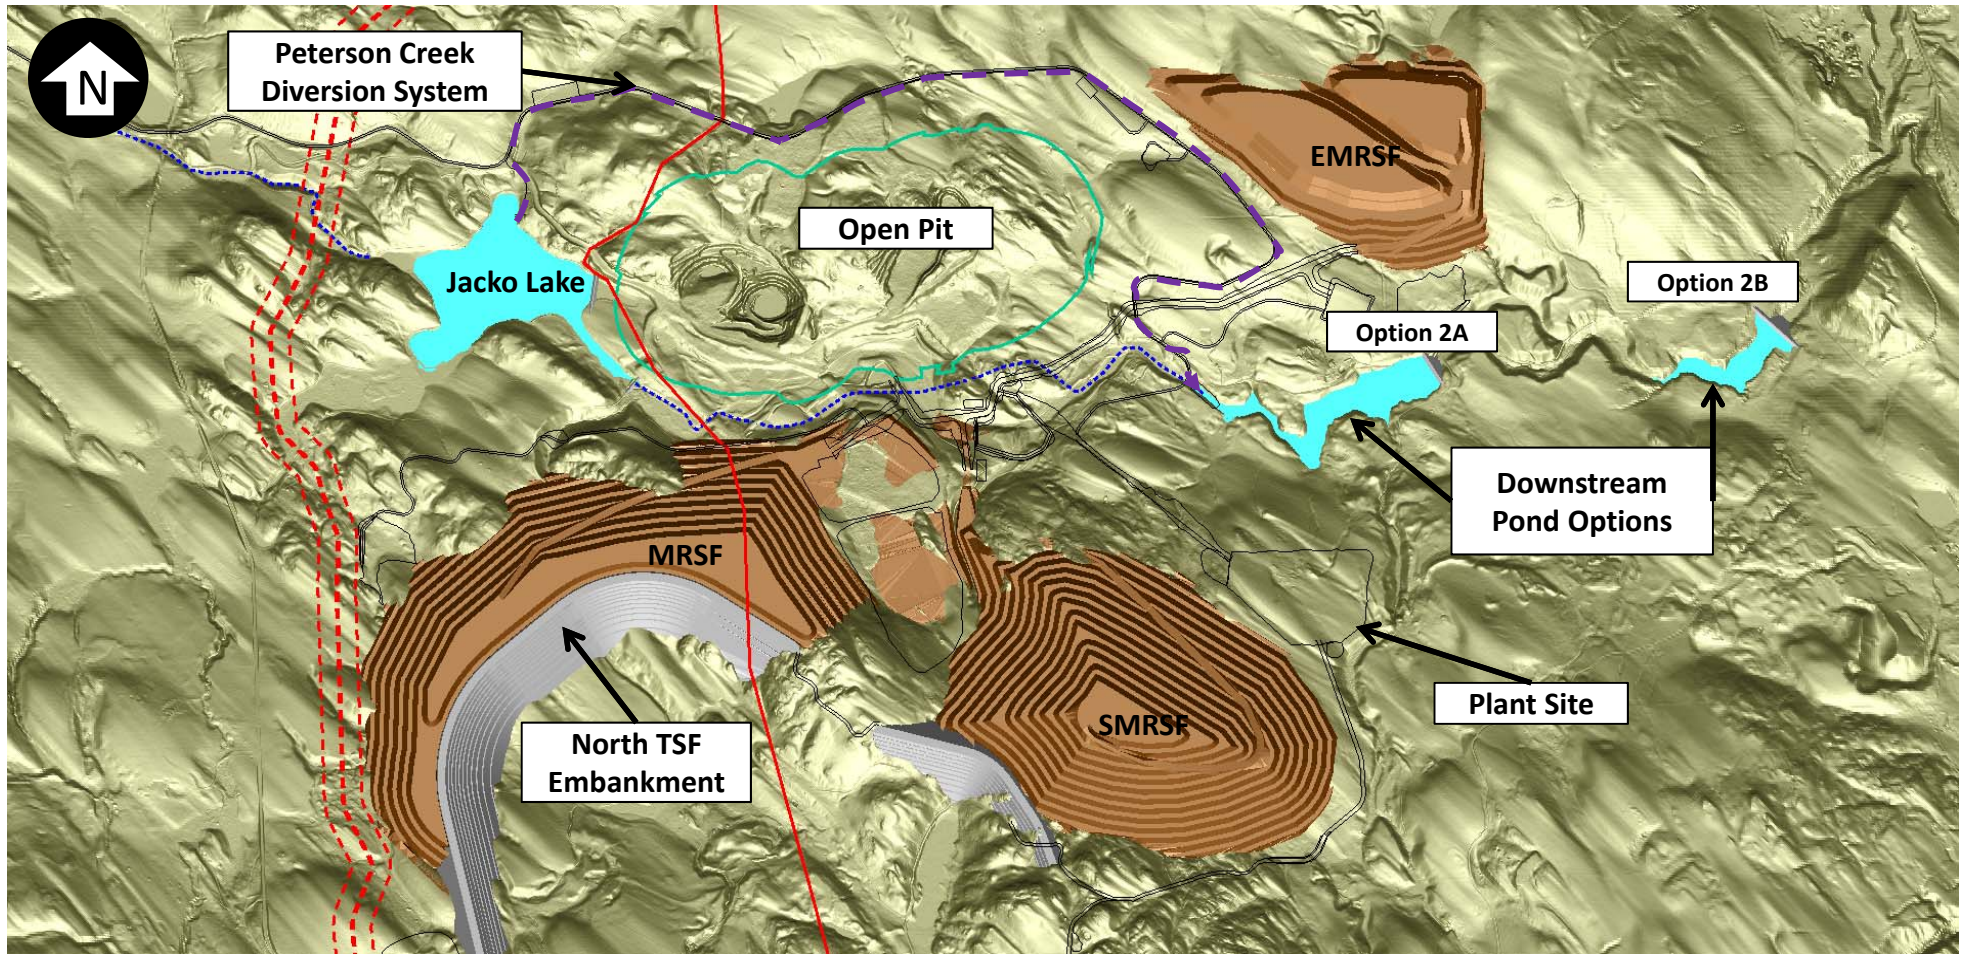 N
Peterson Creek
Diversion System
EMRSF
Open Pit
Jacko Lake
Option 2B
Option 2A
Downstream
Pond Options
MRSF
Plant Site
SMRSF
North TSF
Embankment